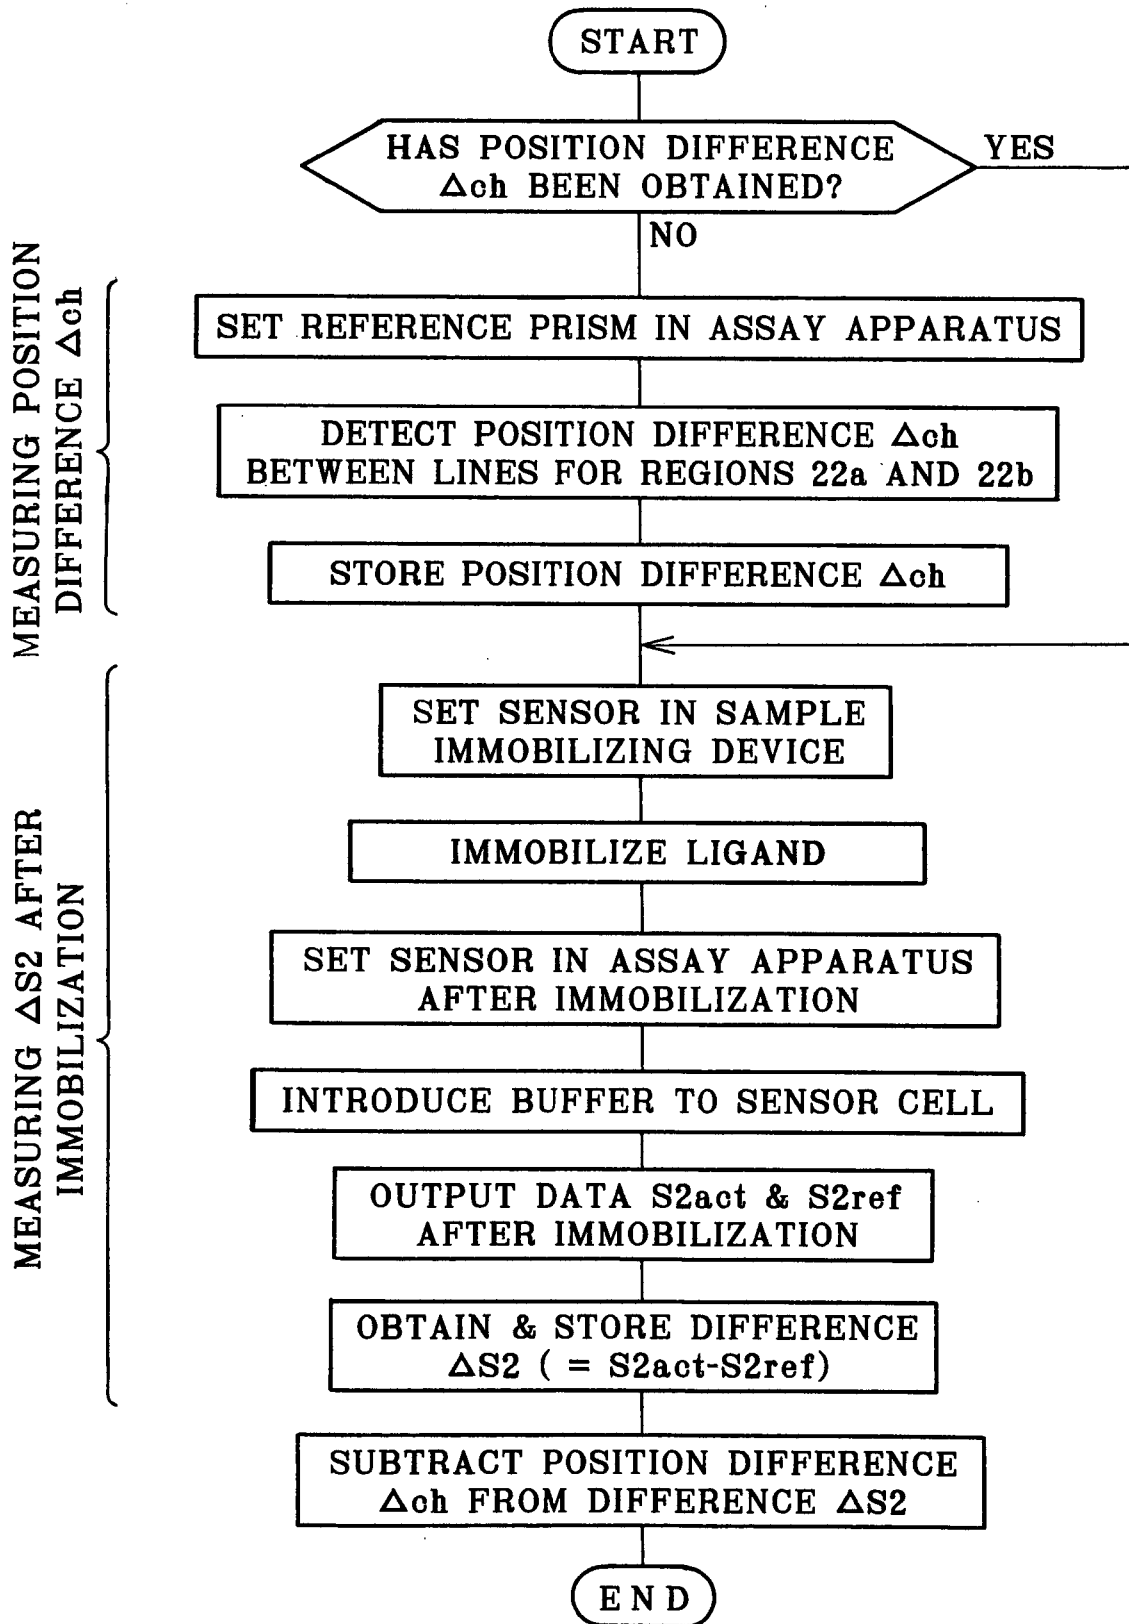 START
HAS POSITION DIFFERENCE
Δch BEEN OBTAINED?
YES
NO
MEASURING POSITION
DIFFERENCE Δch
SET REFERENCE PRISM IN ASSAY APPARATUS
DETECT POSITION DIFFERENCE Δch
BETWEEN LINES FOR REGIONS 22a AND 22b
STORE POSITION DIFFERENCE Δch
MEASURING ΔS2 AFTER
IMMOBILIZATION
SET SENSOR IN SAMPLE
IMMOBILIZING DEVICE
IMMOBILIZE LIGAND
SET SENSOR IN ASSAY APPARATUS
AFTER IMMOBILIZATION
INTRODUCE BUFFER TO SENSOR CELL
OUTPUT DATA S2act & S2ref
AFTER IMMOBILIZATION
OBTAIN & STORE DIFFERENCE
ΔS2 ( = S2act-S2ref)
SUBTRACT POSITION DIFFERENCE
Δch FROM DIFFERENCE ΔS2
END